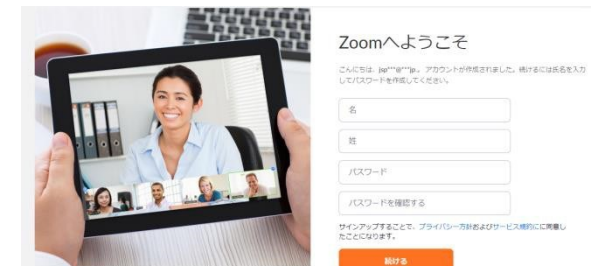 Zoomへようこそ
こんにちは、jsp***@***jp。 アカウントが作成されました。続けるには氏名を入力
してパスワードを作成してください。
名
姓
パスワード
パスワードを確認する
サインアップすることで、プライバシー方針およびサービス規約にに同意し
たことになります。
続ける